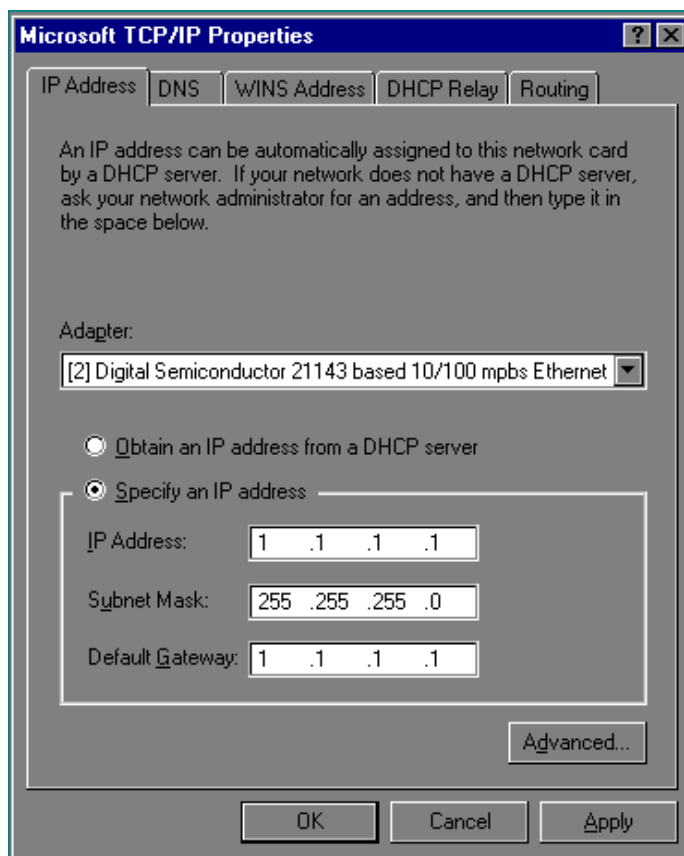 Microsoft TCP/IP Properties
IP Address DNS WINS Address DHCP Relay Routing
An IP address can be automatically assigned to this network card
by a DHCP server. If your network does not have a DHCP server,
ask your network administrator for an address, and then type it in
the space below.
Adapter:
[2] Digital Semiconductor 21143 based 10/100 mpbs Ethernet
Obtain an IP address from a DHCP server
Specify an IP address
IP Address: 1 .1 .1 .1
Subnet Mask: 255 .255 .255 .0
Default Gateway: 1 .1 .1 .1
Advanced...
OK Cancel Apply